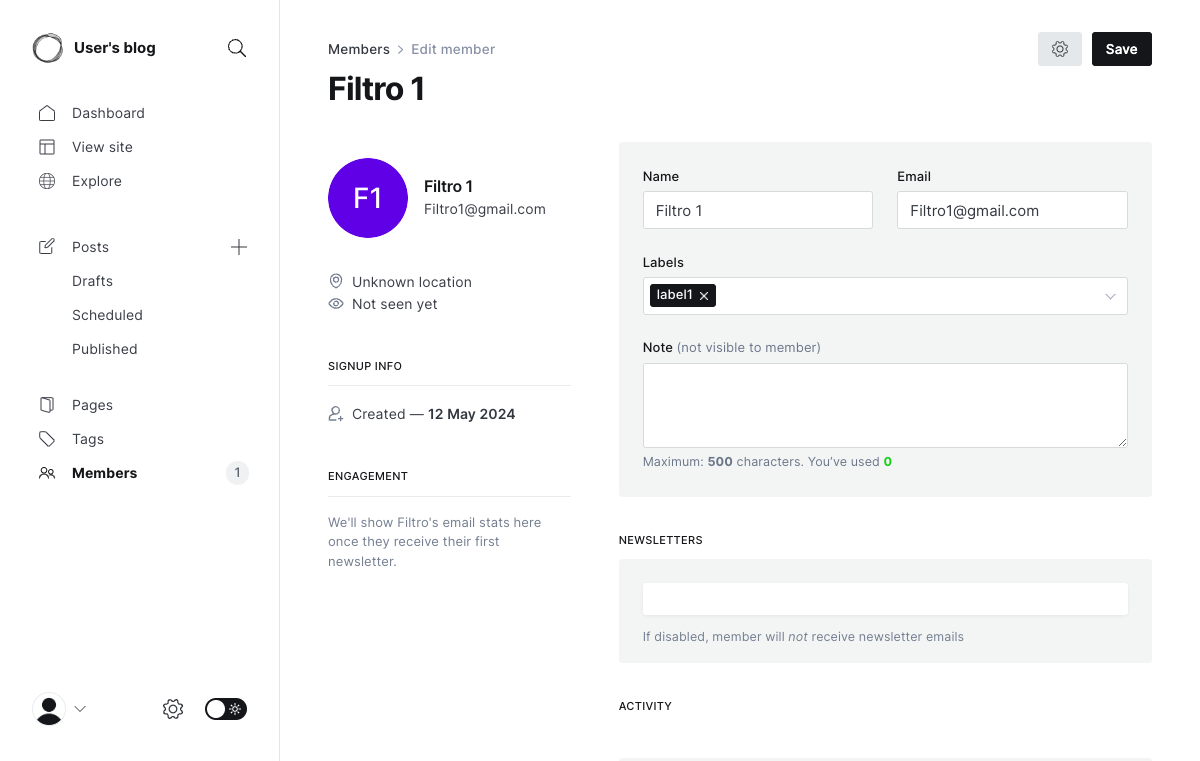 User's blog
Dashboard
View site
Explore
Posts
Drafts
Scheduled
Published
Pages
Tags
Members
1
Members
Edit member
Save
Filtro 1
F1
Filtro 1
Filtro1@gmail.com
Unknown location
Not seen yet
SIGNUP INFO
Created — 12 May 2024
ENGAGEMENT
We'll show Filtro's email stats here
once they receive their first
newsletter.
Name
Filtro 1
Email
Filtro1@gmail.com
Labels
label1
Note (not visible to member)
Maximum: 500 characters. You've used 0
NEWSLETTERS
If disabled, member will not receive newsletter emails
ACTIVITY